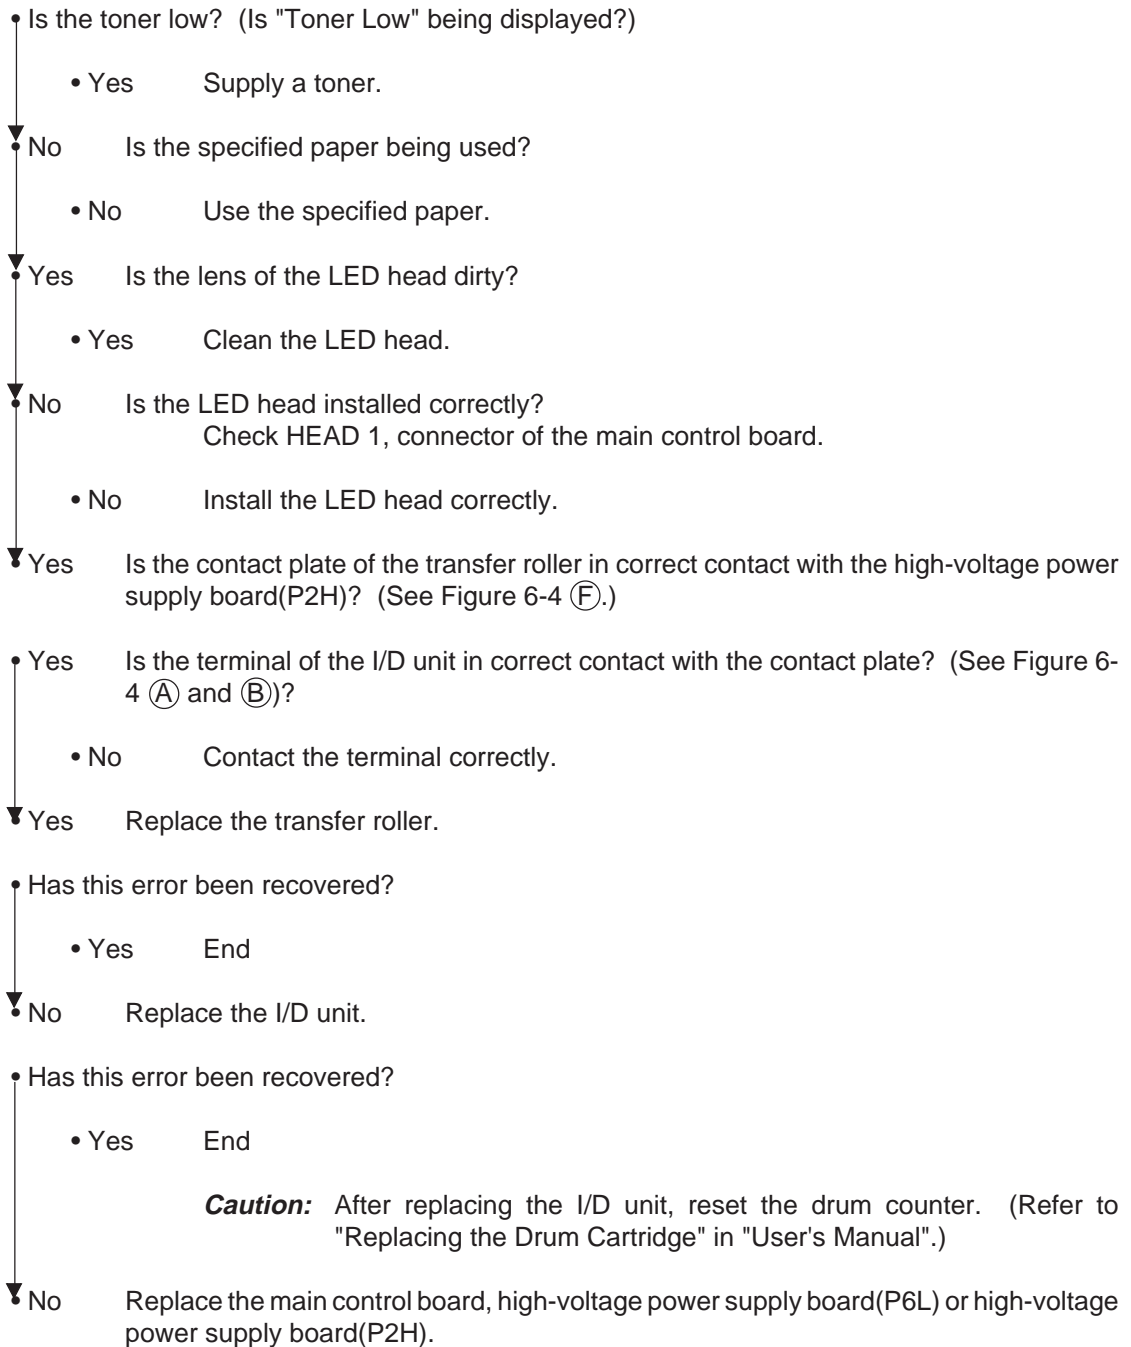 • Is the toner low? (Is "Toner Low" being displayed?)
• Yes Supply a toner.
• No Is the specified paper being used?
• No Use the specified paper.
• Yes Is the lens of the LED head dirty?
• Yes Clean the LED head.
• No Is the LED head installed correctly?
Check HEAD 1, connector of the main control board.
• No Install the LED head correctly.
• Yes Is the contact plate of the transfer roller in correct contact with the high-voltage power
supply board(P2H)? (See Figure 6-4 Ⓕ.)
• Yes Is the terminal of the I/D unit in correct contact with the contact plate? (See Figure 6-
4 Ⓐ and Ⓑ)?
• No Contact the terminal correctly.
• Yes Replace the transfer roller.
• Has this error been recovered?
• Yes End
• No Replace the I/D unit.
• Has this error been recovered?
• Yes End
Caution: After replacing the I/D unit, reset the drum counter. (Refer to
"Replacing the Drum Cartridge" in "User's Manual".)
• No Replace the main control board, high-voltage power supply board(P6L) or high-voltage
power supply board(P2H).